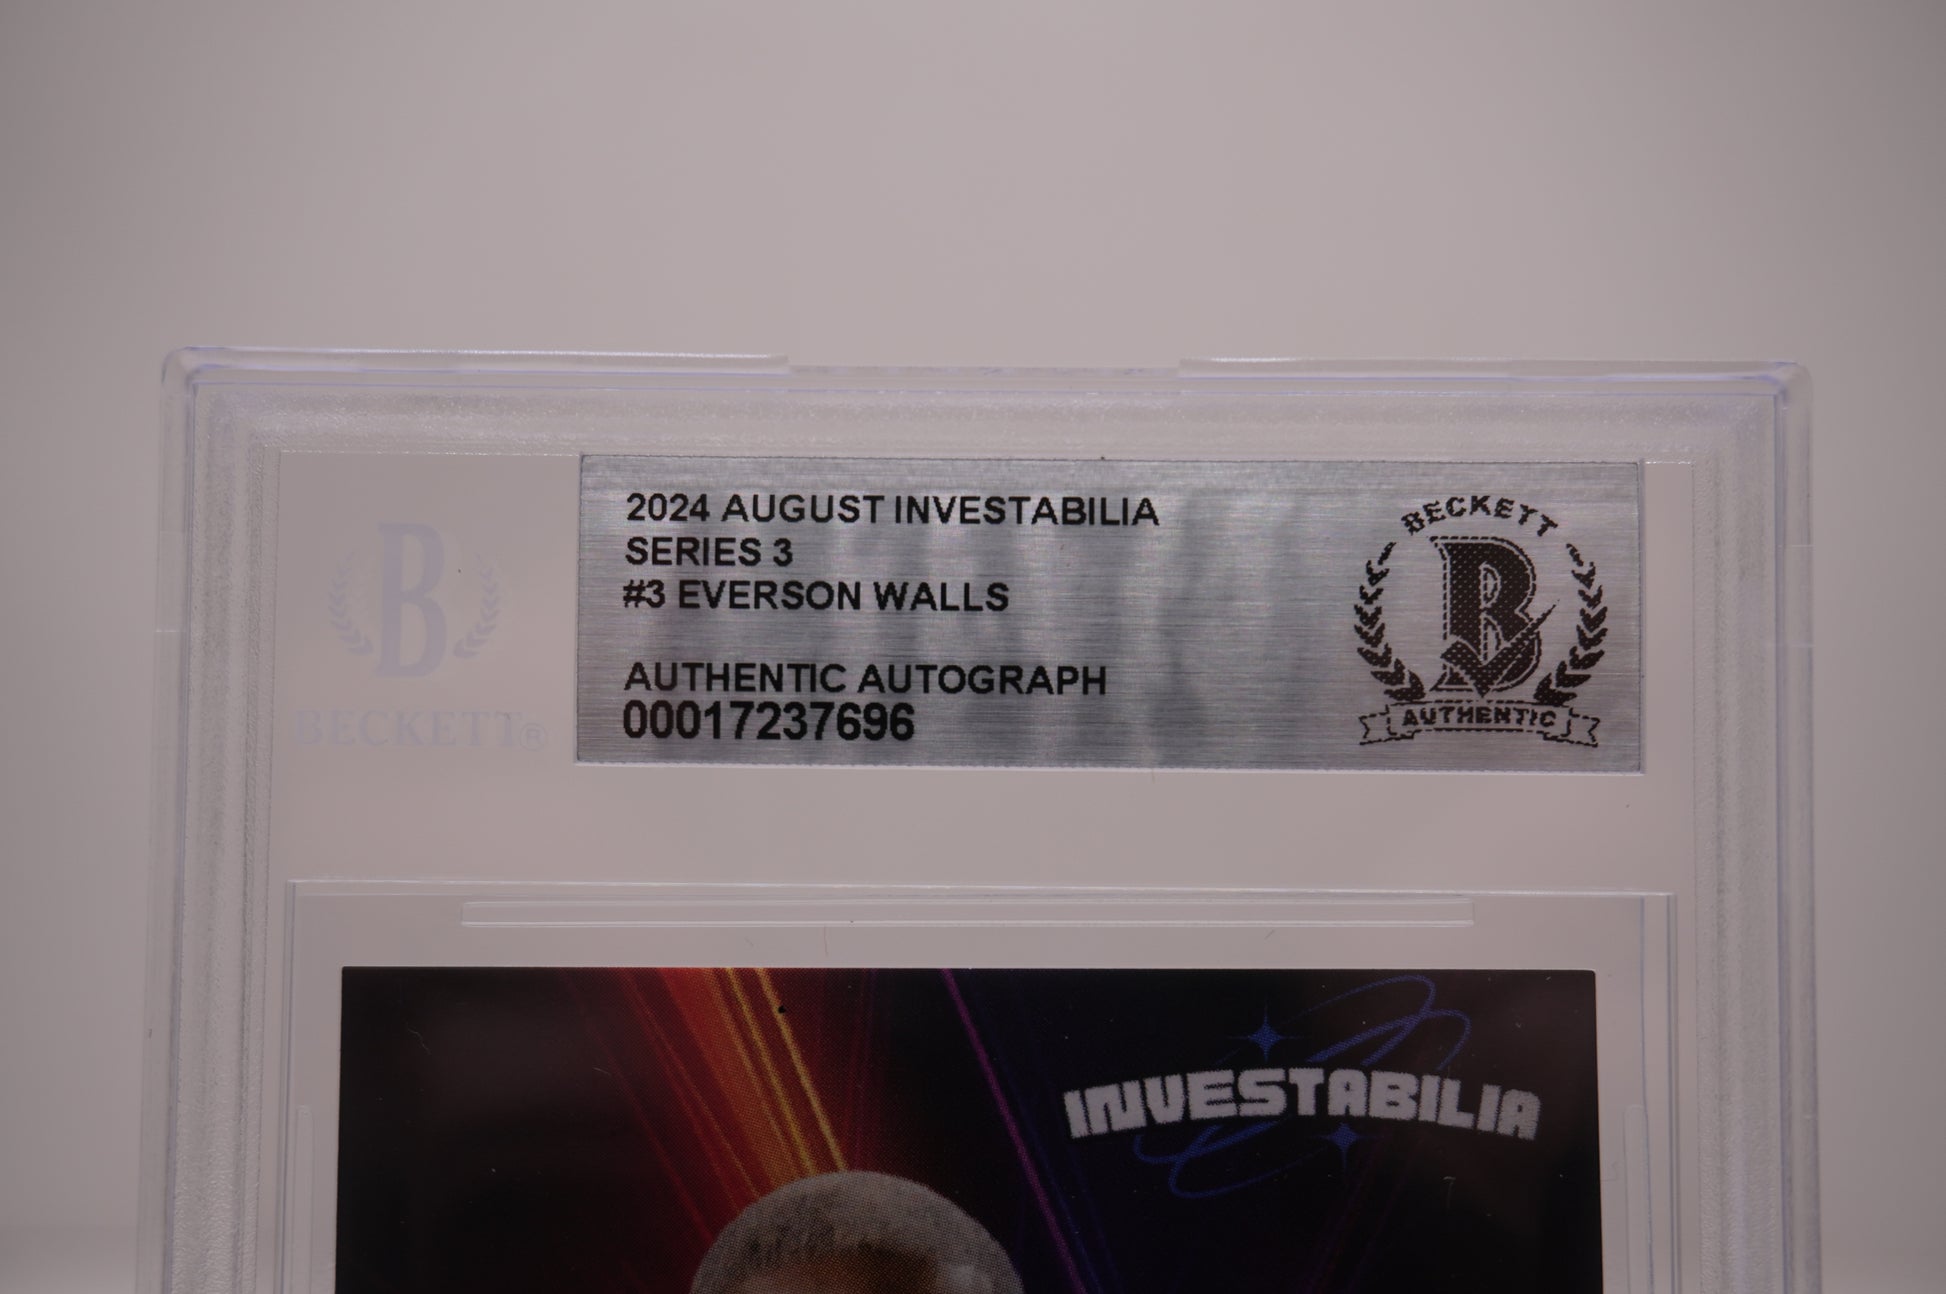 2024 AUGUST INVESTABILIA
SERIES 3
#3 EVERSON WALLS
AUTHENTIC AUTOGRAPH
00017237696
BECKETT
B
AUTHENTIC
B
BECKETT®
INVESTABILIA